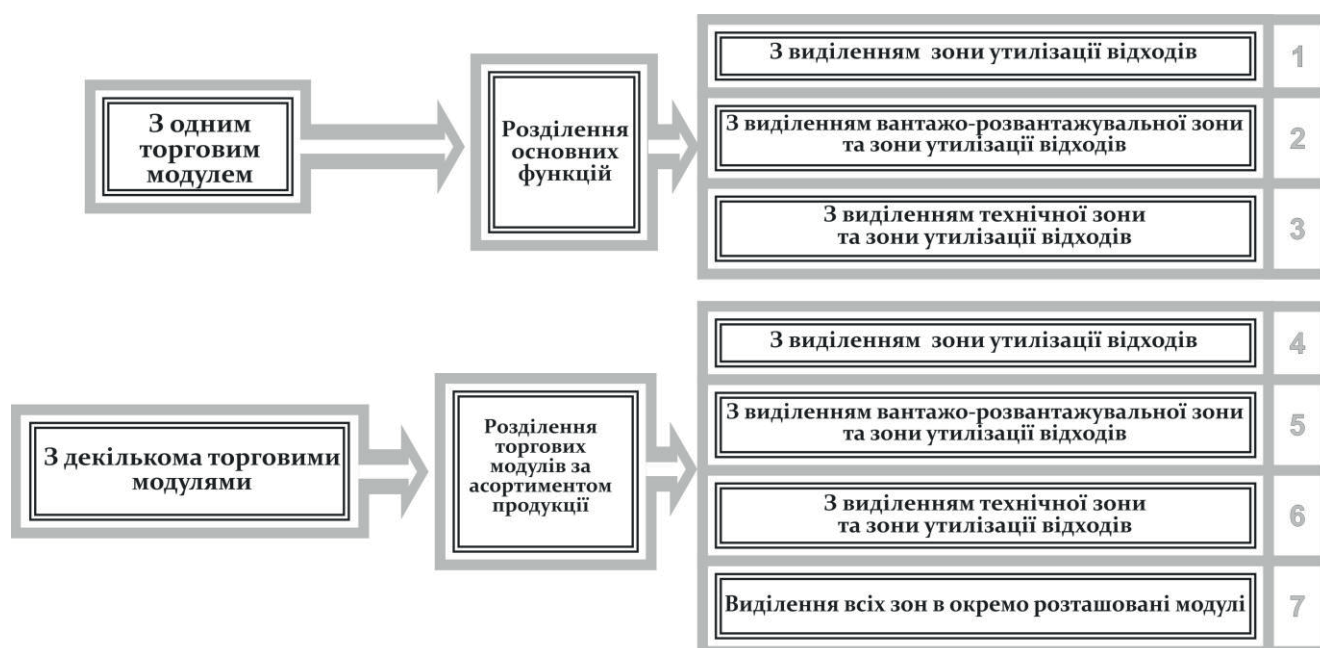 З одним
торговим
модулем
Розділення
основних
функцій
З виділенням зони утилізації відходів
1
З виділенням вантажо-розвантажувальної зони
та зони утилізації відходів
2
З виділенням технічної зони
та зони утилізації відходів
3
З декількома торговими
модулями
Розділення
торгових
модулів за
асортиментом
продукції
З виділенням зони утилізації відходів
4
З виділенням вантажо-розвантажувальної зони
та зони утилізації відходів
5
З виділенням технічної зони
та зони утилізації відходів
6
Виділення всіх зон в окремо розташовані модулі
7